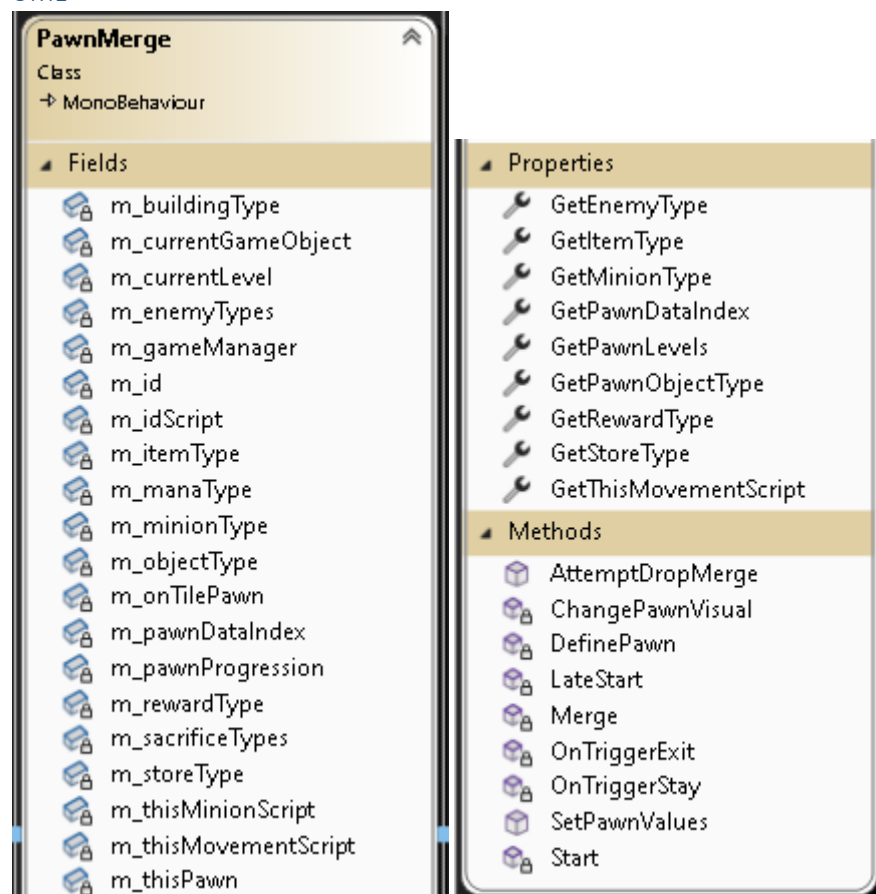 PawnMerge
Class
MonoBehaviour
Fields
m_buildingType
m_currentGameObject
m_currentLevel
m_enemyTypes
m_gameManager
m_id
m_idScript
m_itemType
m_manaType
m_minionType
m_objectType
m_onTilePawn
m_pawnDataIndex
m_pawnProgression
m_rewardType
m_sacrificeTypes
m_storeType
m_thisMinionScript
m_thisMovementScript
m_thisPawn
Properties
GetEnemyType
GetItemType
GetMinionType
GetPawnDataIndex
GetPawnLevels
GetPawnObjectType
GetRewardType
GetStoreType
GetThisMovementScript
Methods
AttemptDropMerge
ChangePawnVisual
DefinePawn
LateStart
Merge
OnTriggerExit
OnTriggerStay
SetPawnValues
Start